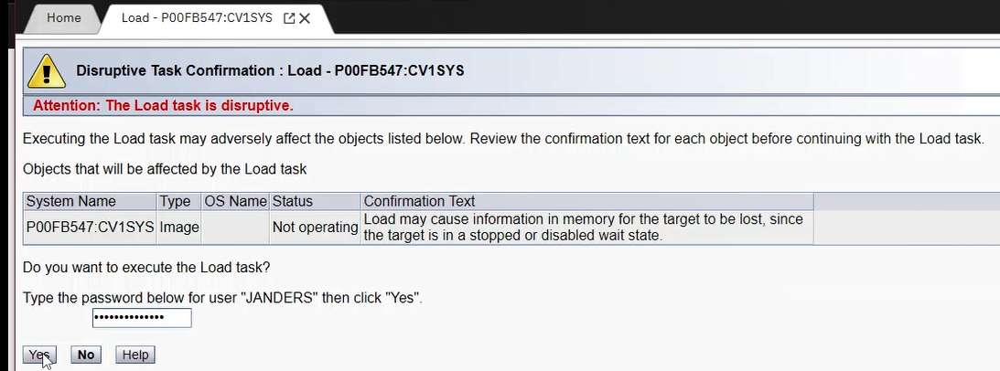 Home
Load - P00FB547:CV1SYS
Disruptive Task Confirmation : Load - P00FB547:CV1SYS
Attention: The Load task is disruptive.
Executing the Load task may adversely affect the objects listed below. Review the confirmation text for each object before continuing with the Load task.
Objects that will be affected by the Load task
System Name Type OS Name Status Confirmation Text
P00FB547:CV1SYS Image Not operating Load may cause information in memory for the target to be lost, since
the target is in a stopped or disabled wait state.
Do you want to execute the Load task?
Type the password below for user "JANDERS" then click "Yes".
••••••••••••••
Yes No Help